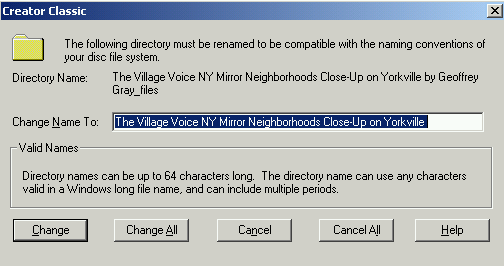 Creator Classic
The following directory must be renamed to be compatible with the naming conventions of
your disc file system.
Directory Name: The Village Voice NY Mirror Neighborhoods Close-Up on Yorkville by Geoffrey
Gray_files
Change Name To: The Village Voice NY Mirror Neighborhoods Close-Up on Yorkville
Valid Names
Directory names can be up to 64 characters long. The directory name can use any characters
valid in a Windows long file name, and can include multiple periods.
Change Change All Cancel Cancel All Help